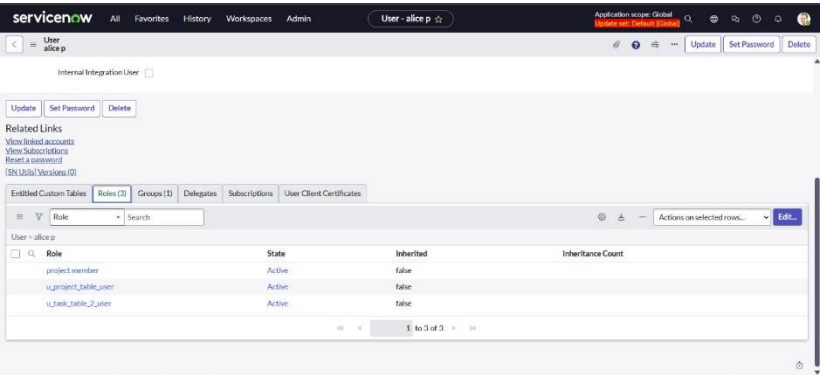 servicenow All Favorites History Workspaces Admin User - alice p ☆ Application scope: Global
Update set: Default [Global]
User
alice p
Update Set Password Delete
Internal Integration User
Update Set Password Delete
Related Links
View linked accounts
View Subscriptions
Reset a password
[SN Utils] Versions (0)
Entitled Custom Tables Roles (3) Groups (1) Delegates Subscriptions User Client Certificates
Role Search Actions on selected rows... Edit...
User = alice p
Role State Inherited Inheritance Count
project member Active false
u_project_table_user Active false
u_task_table_2_user Active false
1 to 3 of 3